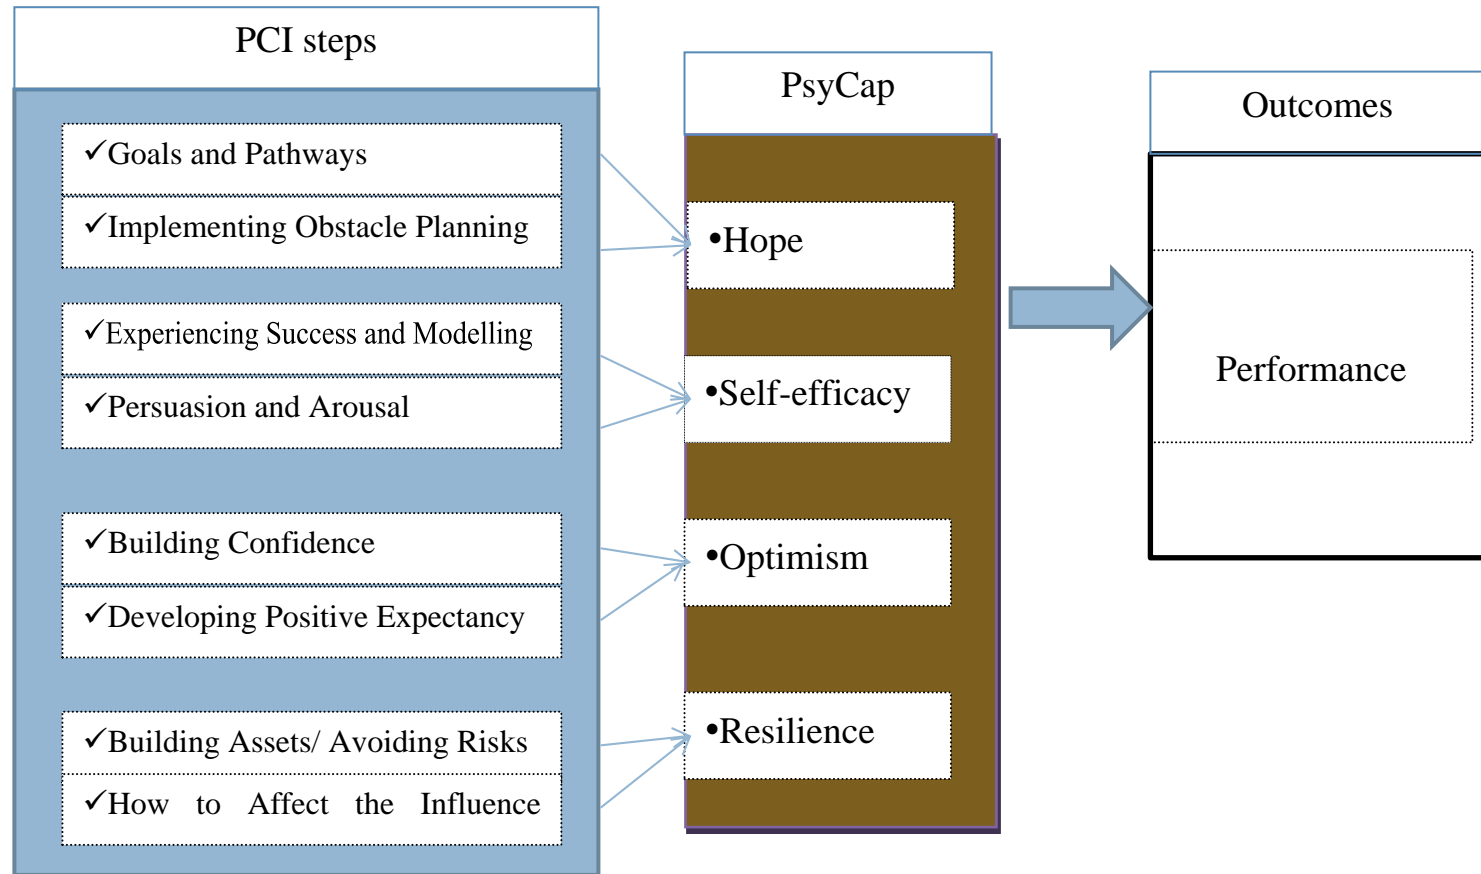 PCI steps
✓Goals and Pathways
✓Implementing Obstacle Planning
✓Experiencing Success and Modelling
✓Persuasion and Arousal
✓Building Confidence
✓Developing Positive Expectancy
✓Building Assets/ Avoiding Risks
✓How to Affect the Influence
PsyCap
•Hope
•Self-efficacy
•Optimism
•Resilience
Outcomes
Performance